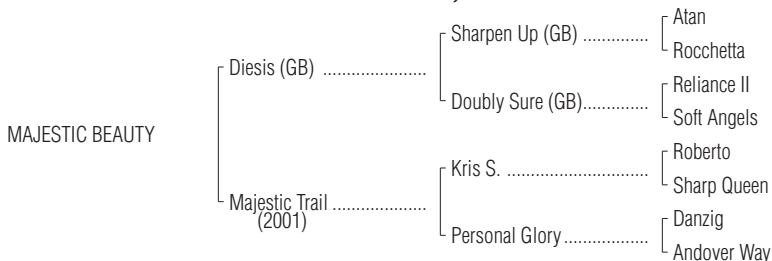 Atan
Sharpen Up (GB) ..............
Rocchetta
Diesis (GB) ......................
Reliance II
Doubly Sure (GB)..............
Soft Angels
MAJESTIC BEAUTY
Roberto
Kris S. ..............................
Sharp Queen
Majestic Trail ....................
(2001)
Danzig
Personal Glory..................
Andover Way